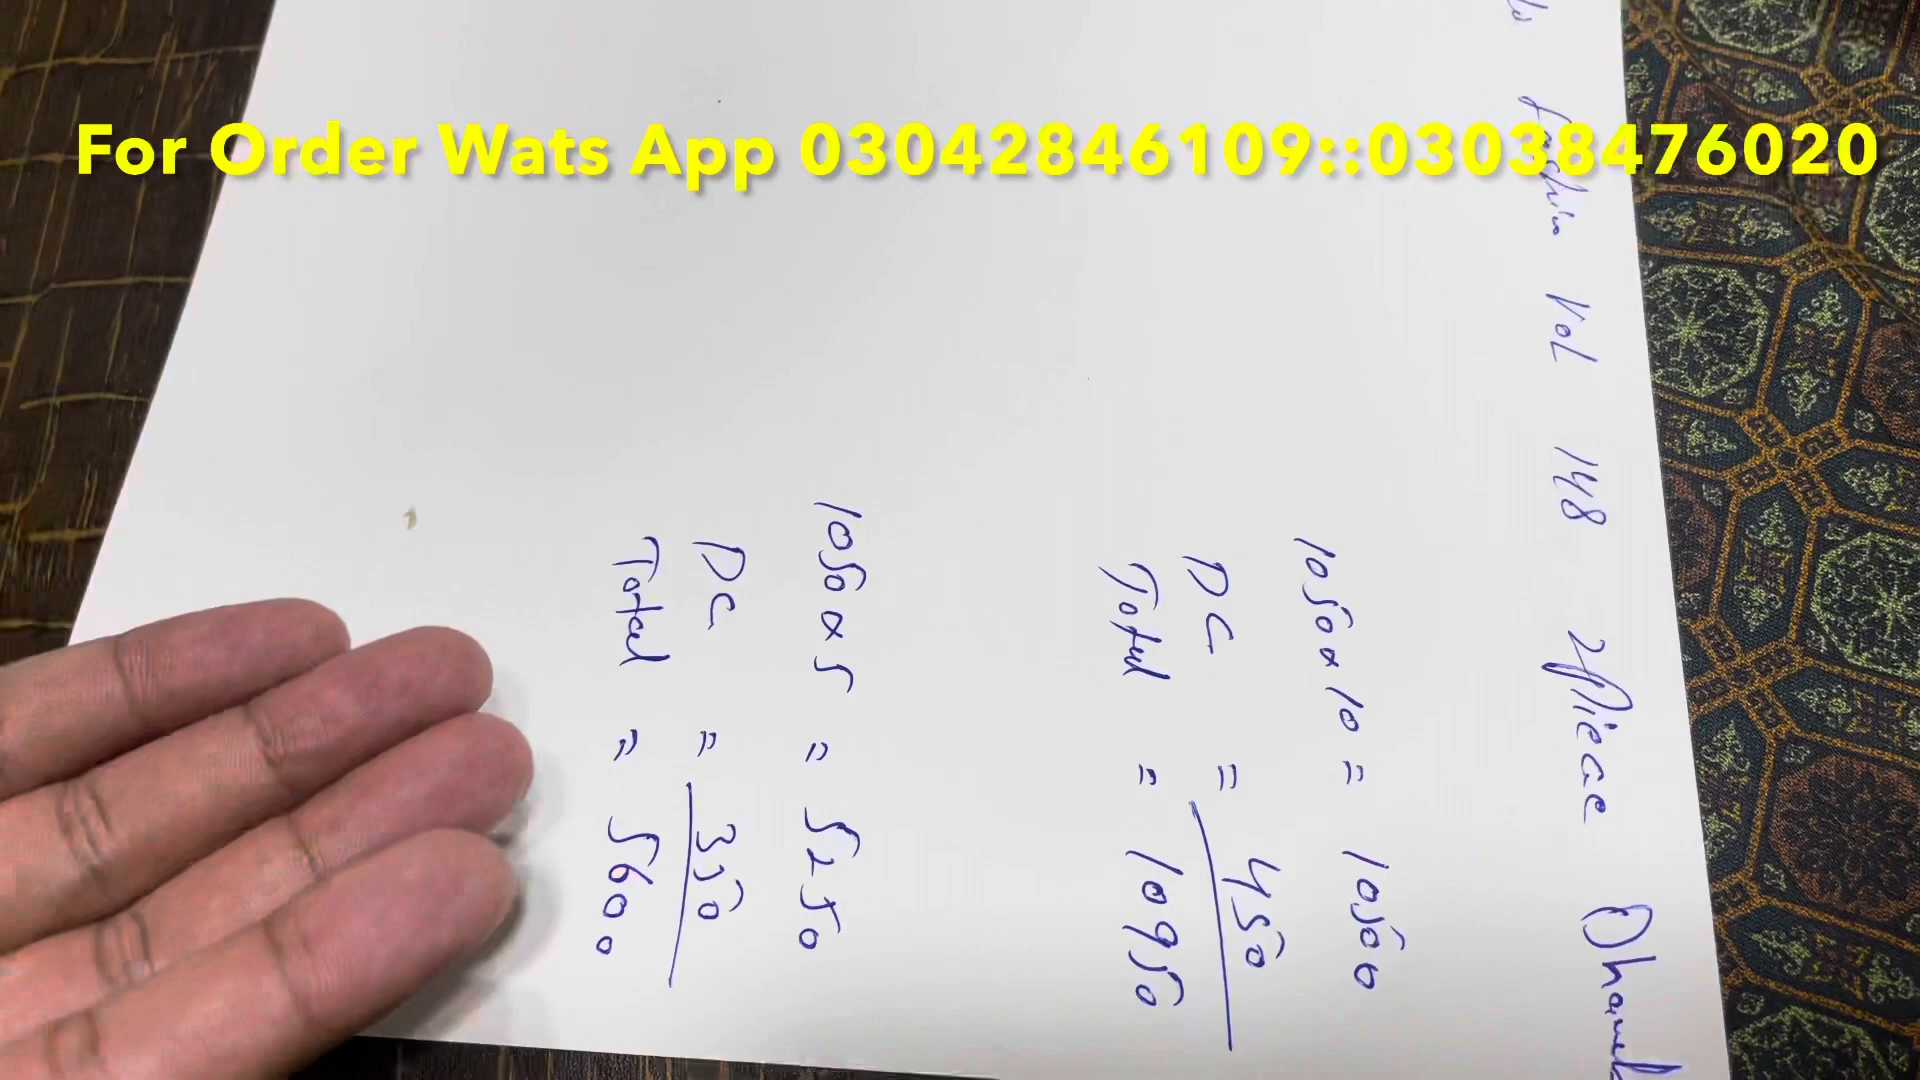 For Order Wats App 03042846109::03038476020
Vol 148 2Piece
1050x10 = 10500
DC = 450
Total = 10950
1050x5 = 5250
DC = 350
Total = 5600